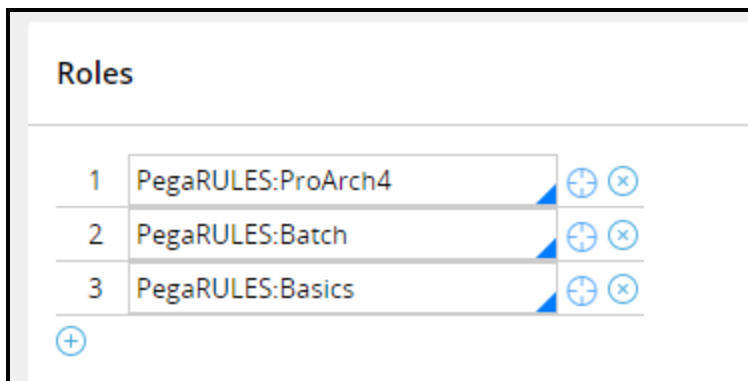 Roles
1 PegaRULES:ProArch4
2 PegaRULES:Batch
3 PegaRULES:Basics